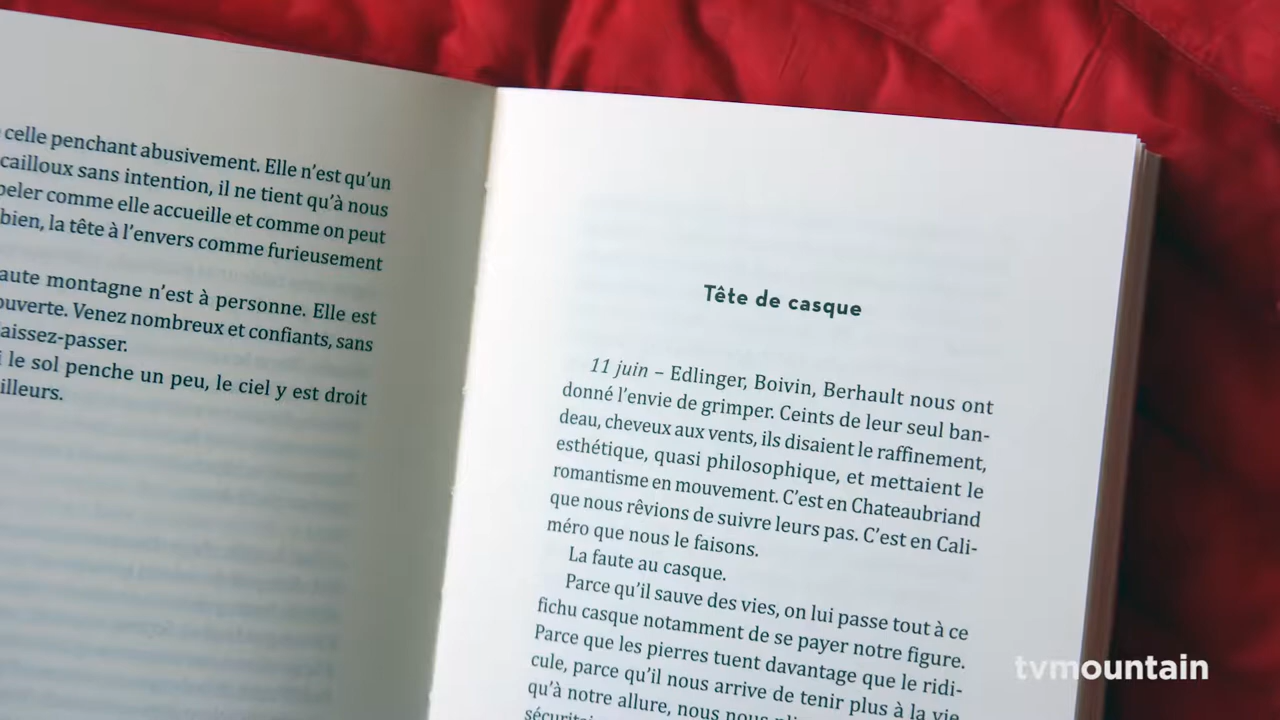 celle penchant abusivement. Elle n'est qu'un
cailloux sans intention, il ne tient qu'à nous
peler comme elle accueille et comme on peut
bien, la tête à l'envers comme furieusement
aute montagne n'est à personne. Elle est
ouverte. Venez nombreux et confiants, sans
laissez-passer.
i le sol penche un peu, le ciel y est droit
illeurs.
Tête de casque
11 juin – Edlinger, Boivin, Berhault nous ont
donné l'envie de grimper. Ceints de leur seul ban-
deau, cheveux aux vents, ils disaient le raffinement,
esthétique, quasi philosophique, et mettaient le
romantisme en mouvement. C'est en Chateaubriand
que nous rêvions de suivre leurs pas. C'est en Cali-
méro que nous le faisons.
La faute au casque.
Parce qu'il sauve des vies, on lui passe tout à ce
fichu casque notamment de se payer notre figure.
Parce que les pierres tuent davantage que le ridi-
cule, parce qu'il nous arrive de tenir plus à la vie
qu'à notre allure, nous nous
tvmountain